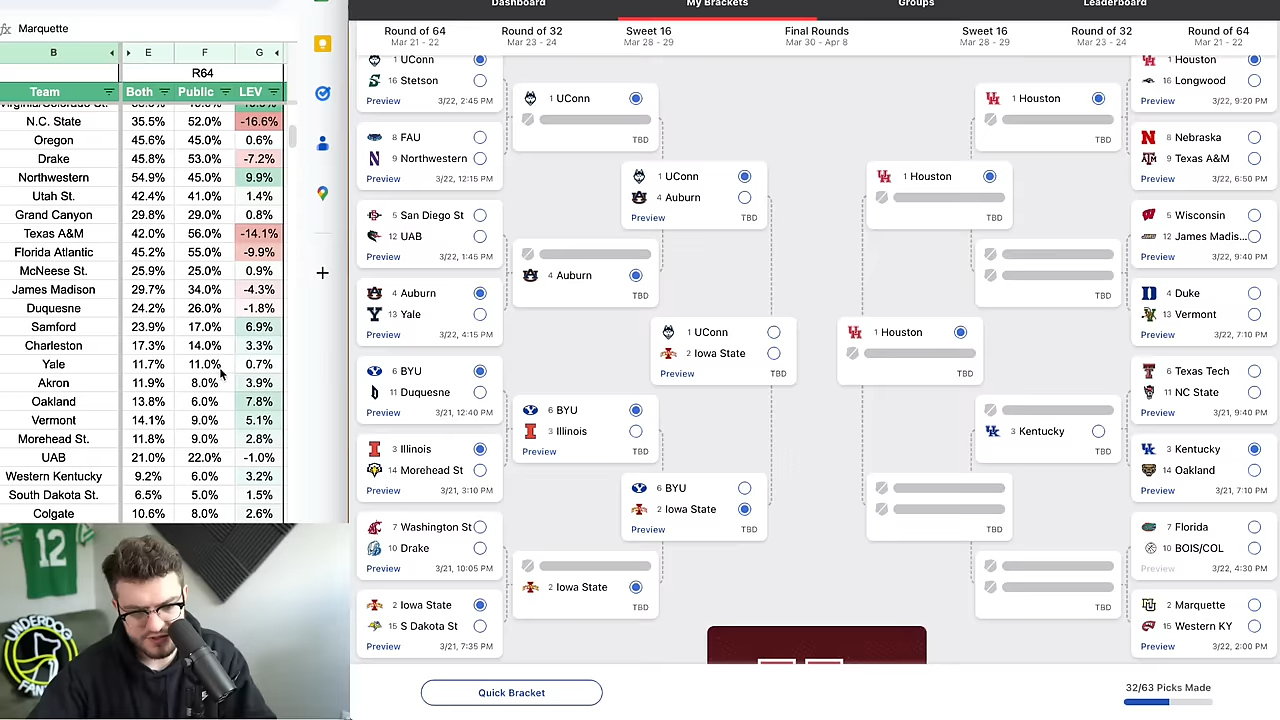 Dashboard
My Brackets
Groups
Leaderboard
Round of 64
Mar 21 - 22
Round of 32
Mar 23 - 24
Sweet 16
Mar 28 - 29
Final Rounds
Mar 30 - Apr 8
Sweet 16
Mar 28 - 29
Round of 32
Mar 23 - 24
Round of 64
Mar 21 - 22
fx Marquette
B E F G
R64
Team Both Public LEV
N.C. State 35.5% 52.0% -16.6%
Oregon 45.6% 45.0% 0.6%
Drake 45.8% 53.0% -7.2%
Northwestern 54.9% 45.0% 9.9%
Utah St. 42.4% 41.0% 1.4%
Grand Canyon 29.8% 29.0% 0.8%
Texas A&M 42.0% 56.0% -14.1%
Florida Atlantic 45.2% 55.0% -9.9%
McNeese St. 25.9% 25.0% 0.9%
James Madison 29.7% 34.0% -4.3%
Duquesne 24.2% 26.0% -1.8%
Samford 23.9% 17.0% 6.9%
Charleston 17.3% 14.0% 3.3%
Yale 11.7% 11.0% 0.7%
Akron 11.9% 8.0% 3.9%
Oakland 13.8% 6.0% 7.8%
Vermont 14.1% 9.0% 5.1%
Morehead St. 11.8% 9.0% 2.8%
UAB 21.0% 22.0% -1.0%
Western Kentucky 9.2% 6.0% 3.2%
South Dakota St. 6.5% 5.0% 1.5%
Colgate 10.6% 8.0% 2.6%
12
UNDERDOG
1 UConn
16 Stetson
Preview 3/22, 2:45 PM
8 FAU
9 Northwestern
Preview 3/22, 12:15 PM
5 San Diego St
12 UAB
Preview 3/22, 1:45 PM
4 Auburn
13 Yale
Preview 3/22, 4:15 PM
6 BYU
11 Duquesne
Preview 3/21, 12:40 PM
3 Illinois
14 Morehead St
Preview 3/21, 3:10 PM
7 Washington St
10 Drake
Preview 3/21, 10:05 PM
2 Iowa State
15 S Dakota St
Preview 3/21, 7:35 PM
1 UConn
TBD
4 Auburn
TBD
6 BYU
3 Illinois
Preview TBD
2 Iowa State
TBD
1 UConn
4 Auburn
Preview TBD
6 BYU
2 Iowa State
Preview TBD
1 UConn
2 Iowa State
Preview TBD
1 Houston
TBD
1 Houston
TBD
TBD
1 Houston
TBD
TBD
3 Kentucky
TBD
TBD
1 Houston
16 Longwood
Preview 3/22, 9:20 PM
8 Nebraska
9 Texas A&M
Preview 3/22, 6:50 PM
5 Wisconsin
12 James Madis...
Preview 3/22, 9:40 PM
4 Duke
13 Vermont
Preview 3/22, 7:10 PM
6 Texas Tech
11 NC State
Preview 3/21, 9:40 PM
3 Kentucky
14 Oakland
Preview 3/21, 7:10 PM
7 Florida
10 BOIS/COL
Preview 3/22, 4:30 PM
2 Marquette
15 Western KY
Preview 3/22, 2:00 PM
Quick Bracket
32/63 Picks Made